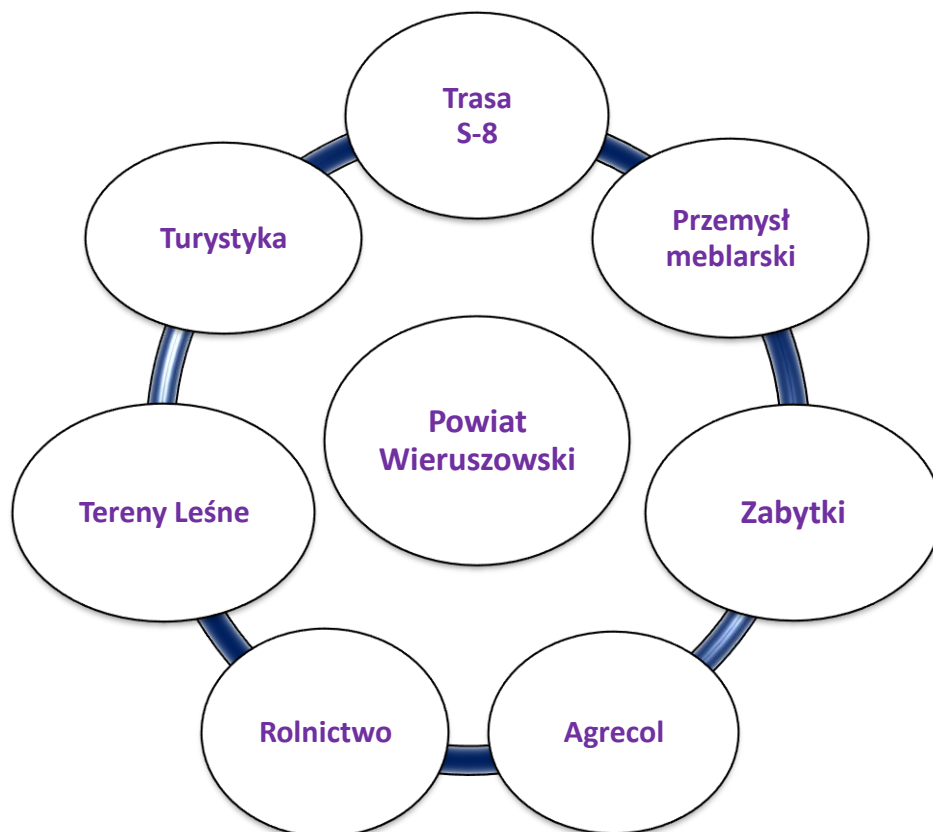 Trasa
S-8
Przemysł
meblarski
Zabytki
Agrecol
Rolnictwo
Tereny Leśne
Turystyka
Powiat
Wieruszowski